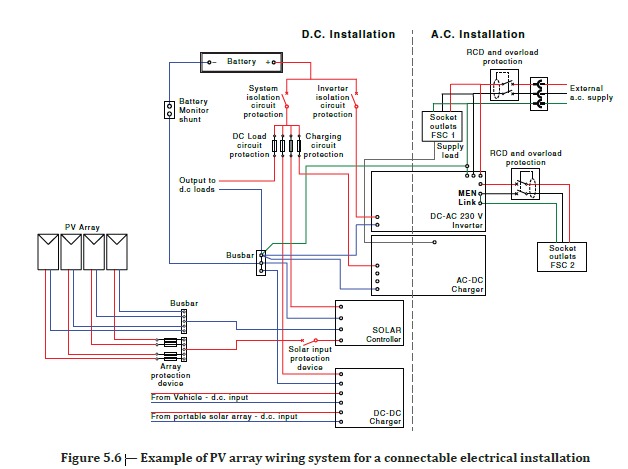 D.C. Installation
A.C. Installation
RCD and overload
protection
Battery
System
isolation
circuit
protection
Inverter
isolation
circuit
protection
External
a.c. supply
Battery
Monitor
shunt
Socket
outlets
FSC 1
DC Load
circuit
protection
Charging
circuit
protection
Supply
lead
RCD and overload
protection
Output to
d.c loads
MEN
Link
DC-AC 230 V
Inverter
PV Array
Busbar
Socket
outlets
FSC 2
AC-DC
Charger
Busbar
SOLAR
Controller
Solar input
protection
device
Array
protection
device
From Vehicle - d.c. input
From portable solar array - d.c. input
DC-DC
Charger
Figure 5.6 — Example of PV array wiring system for a connectable electrical installation